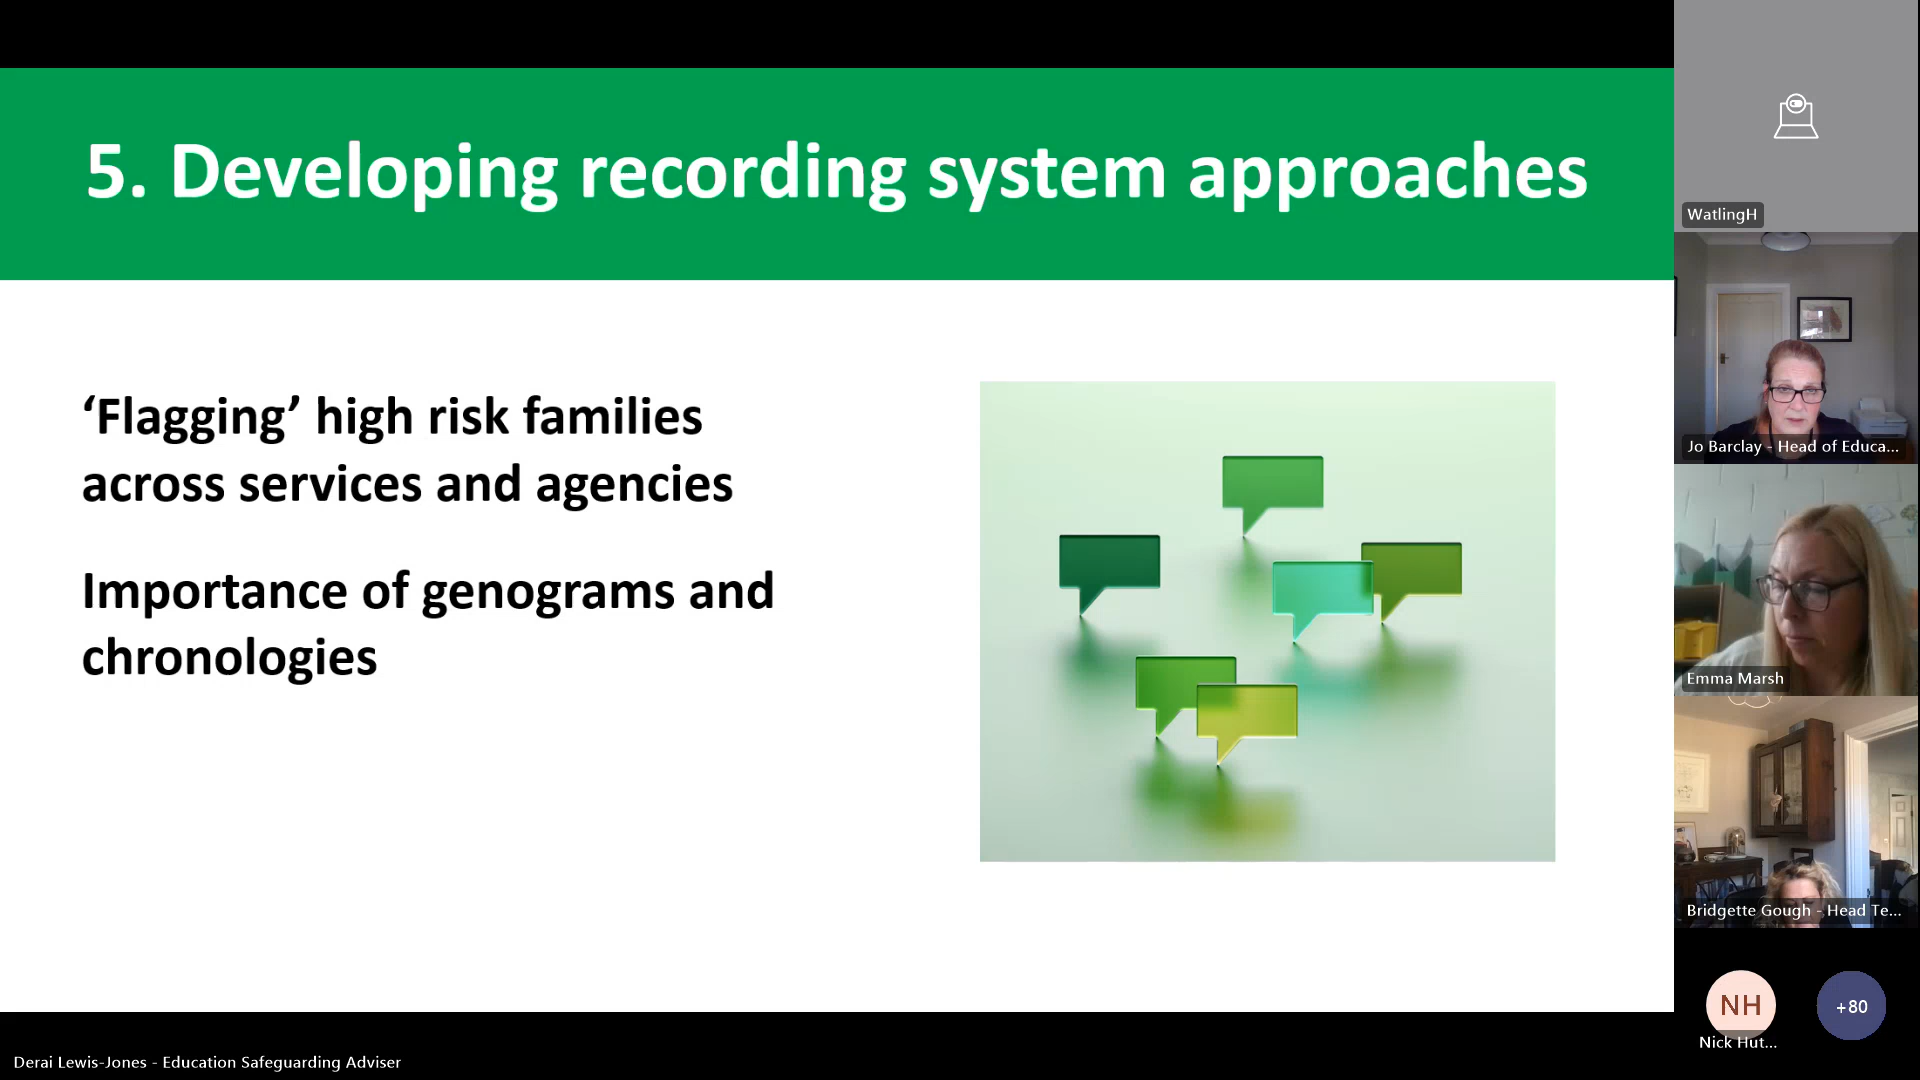 5. Developing recording system approaches
‘Flagging’ high risk families
across services and agencies
Importance of genograms and
chronologies
WatlingH
Jo Barclay - Head of Educa...
Emma Marsh
Bridgette Gough - Head Te...
NH
Nick Hut...
+80
Derai Lewis-Jones - Education Safeguarding Adviser